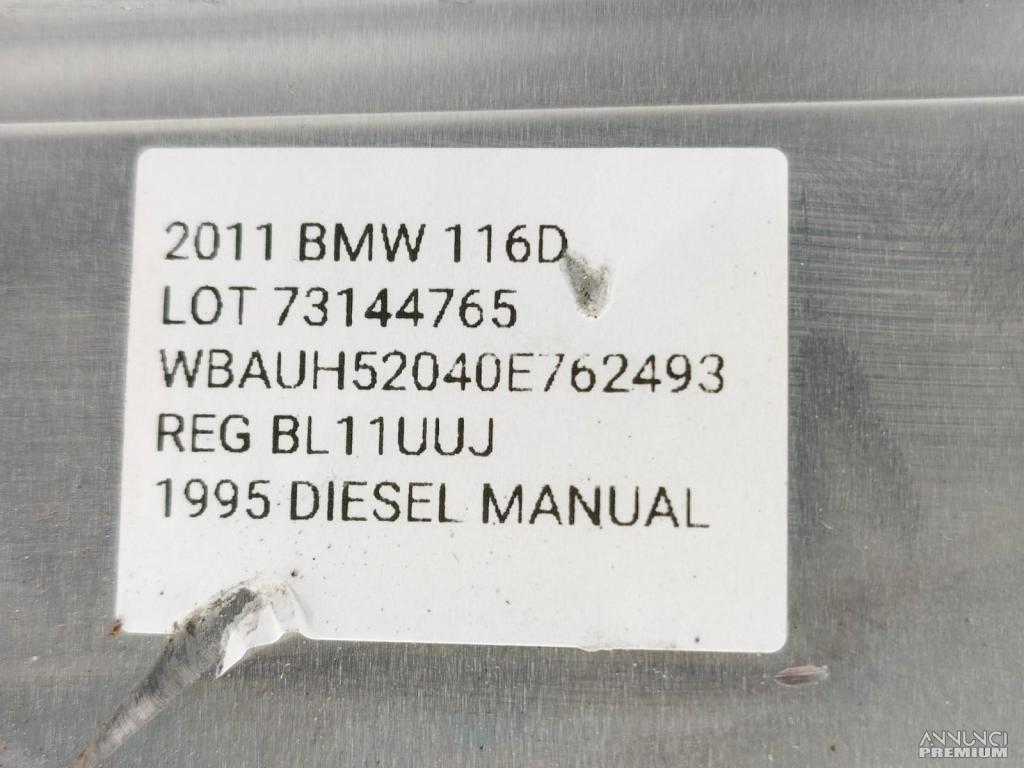 2011 BMW 116D
LOT 73144765
WBAUH52040E762493
REG BL11UUJ
1995 DIESEL MANUAL
ANNUNCI
PREMIUM